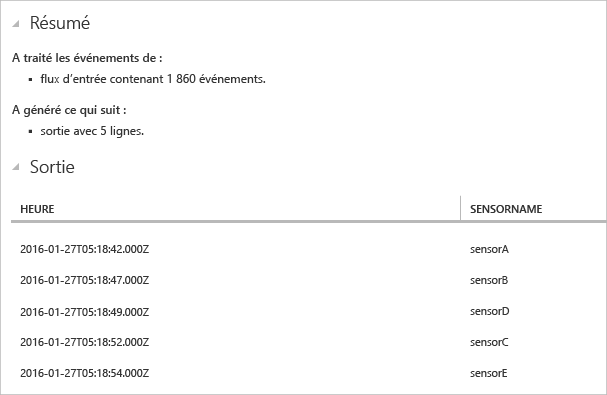 Résumé
A traité les événements de :
flux d'entrée contenant 1 860 événements.
A généré ce qui suit :
sortie avec 5 lignes.
Sortie
HEURE SENSORNAME
2016-01-27T05:18:42.000Z sensorA
2016-01-27T05:18:47.000Z sensorB
2016-01-27T05:18:49.000Z sensorD
2016-01-27T05:18:52.000Z sensorC
2016-01-27T05:18:54.000Z sensorE